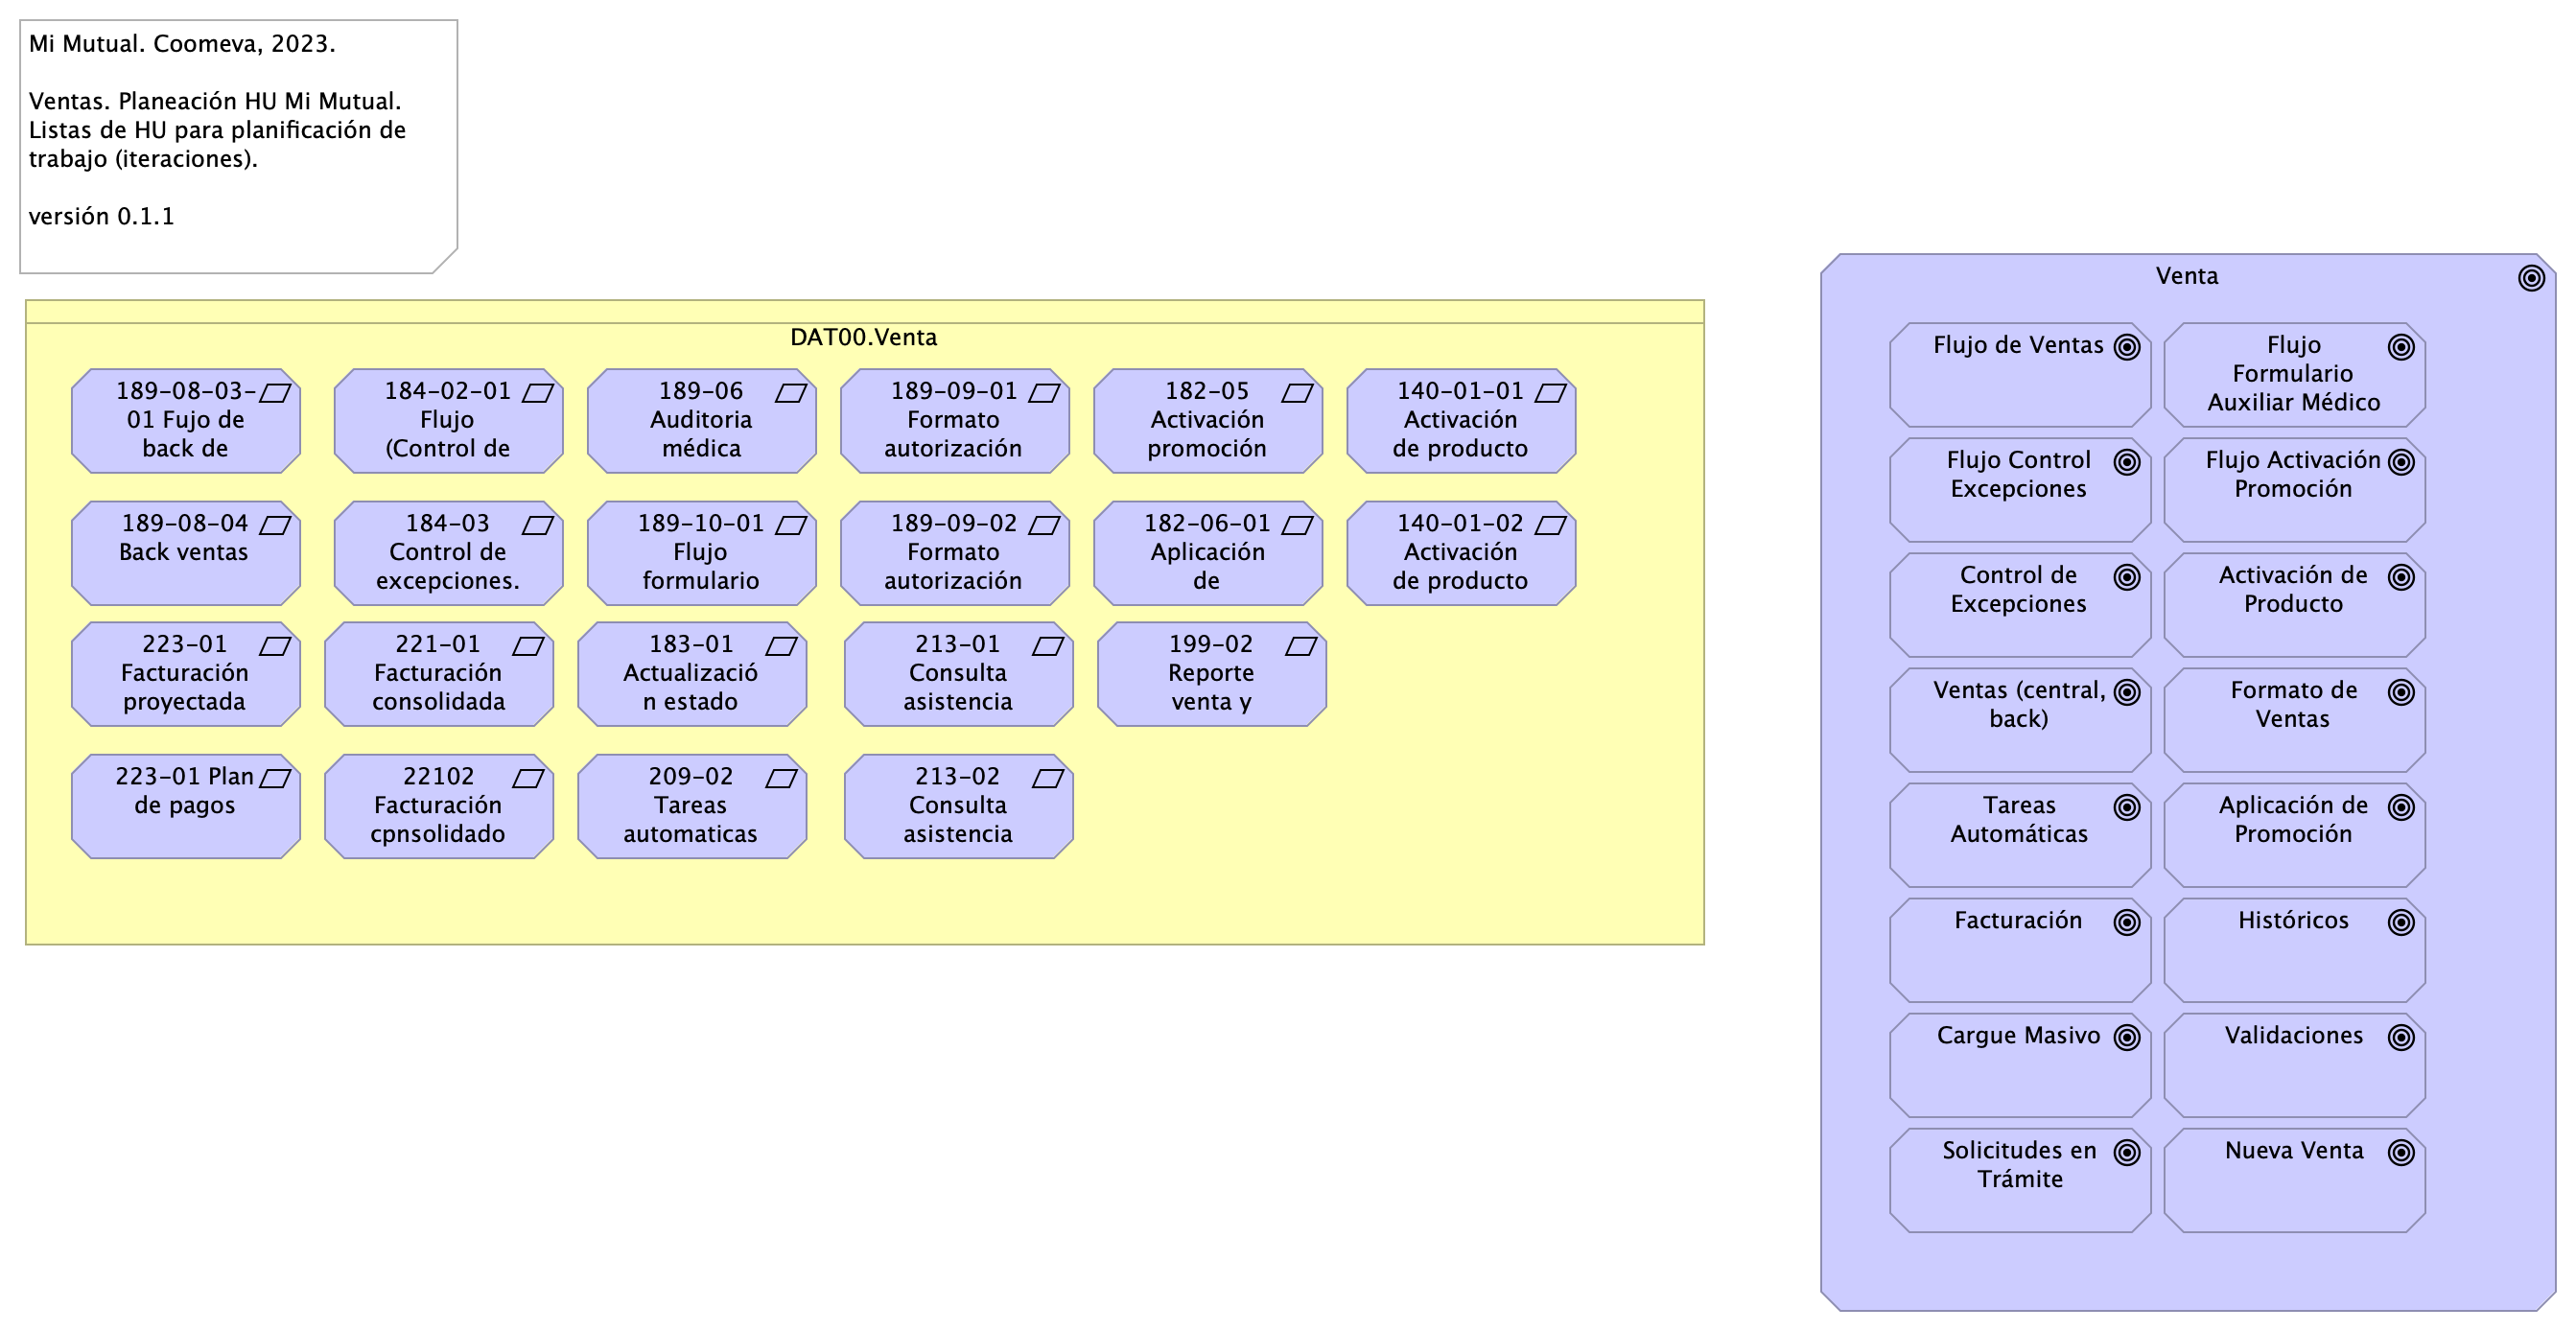 Mi Mutual. Coomeva, 2023.
Ventas. Planeación HU Mi Mutual.
Listas de HU para planificación de
trabajo (iteraciones).
versión 0.1.1
DAT00.Venta
189-08-03-
01 Fujo de
back de
184-02-01
Flujo
(Control de
189-06
Auditoria
médica
189-09-01
Formato
autorización
182-05
Activación
promoción
140-01-01
Activación
de producto
189-08-04
Back ventas
184-03
Control de
excepciones.
189-10-01
Flujo
formulario
189-09-02
Formato
autorización
182-06-01
Aplicación
de
140-01-02
Activación
de producto
223-01
Facturación
proyectada
221-01
Facturación
consolidada
183-01
Actualizació
n estado
213-01
Consulta
asistencia
199-02
Reporte
venta y
223-01 Plan
de pagos
22102
Facturación
cpnsolidado
209-02
Tareas
automaticas
213-02
Consulta
asistencia
Venta
Flujo de Ventas
Flujo
Formulario
Auxiliar Médico
Flujo Control
Excepciones
Flujo Activación
Promoción
Control de
Excepciones
Activación de
Producto
Ventas (central,
back)
Formato de
Ventas
Tareas
Automáticas
Aplicación de
Promoción
Facturación
Históricos
Cargue Masivo
Validaciones
Solicitudes en
Trámite
Nueva Venta